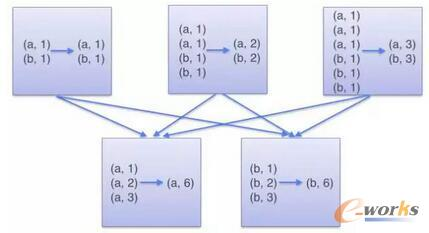 (a, 1) (a, 1)
(b, 1) (b, 1)
(a, 1)
(a, 1) (a, 2)
(b, 1) (b, 2)
(b, 1)
(a, 1)
(a, 1)
(a, 1) (a, 3)
(b, 1) (b, 3)
(b, 1)
(b, 1)
(a, 1)
(a, 2) (a, 6)
(a, 3)
(b, 1)
(b, 2) (b, 6)
(b, 3)
e-works